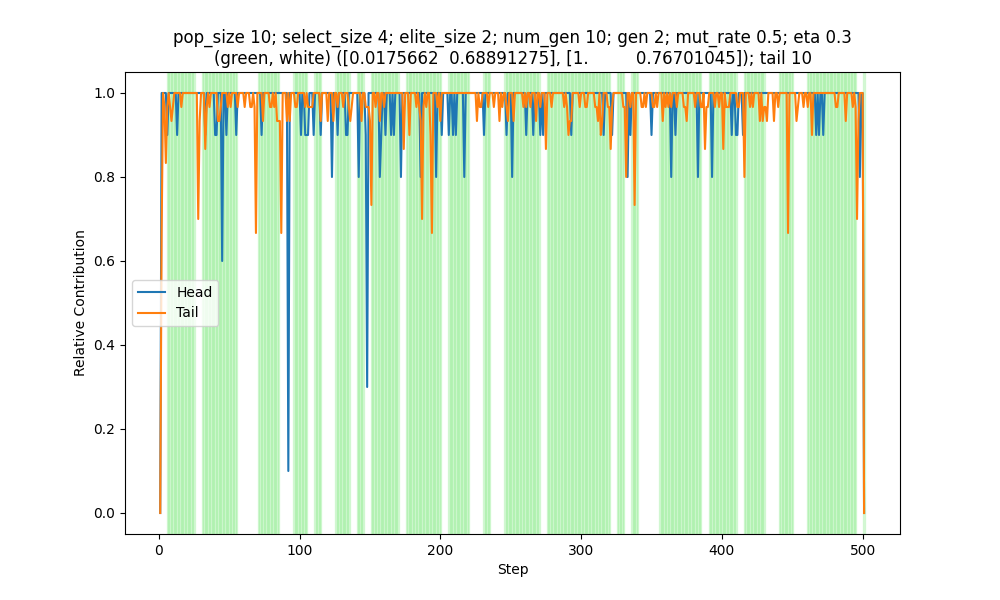 pop_size 10; select_size 4; elite_size 2; num_gen 10; gen 2; mut_rate 0.5; eta 0.3
(green, white) ([0.0175662  0.68891275], [1.         0.76701045]); tail 10
1.0
0.8
0.6
0.4
0.2
0.0
Relative Contribution
Head
Tail
0
100
200
300
400
500
Step